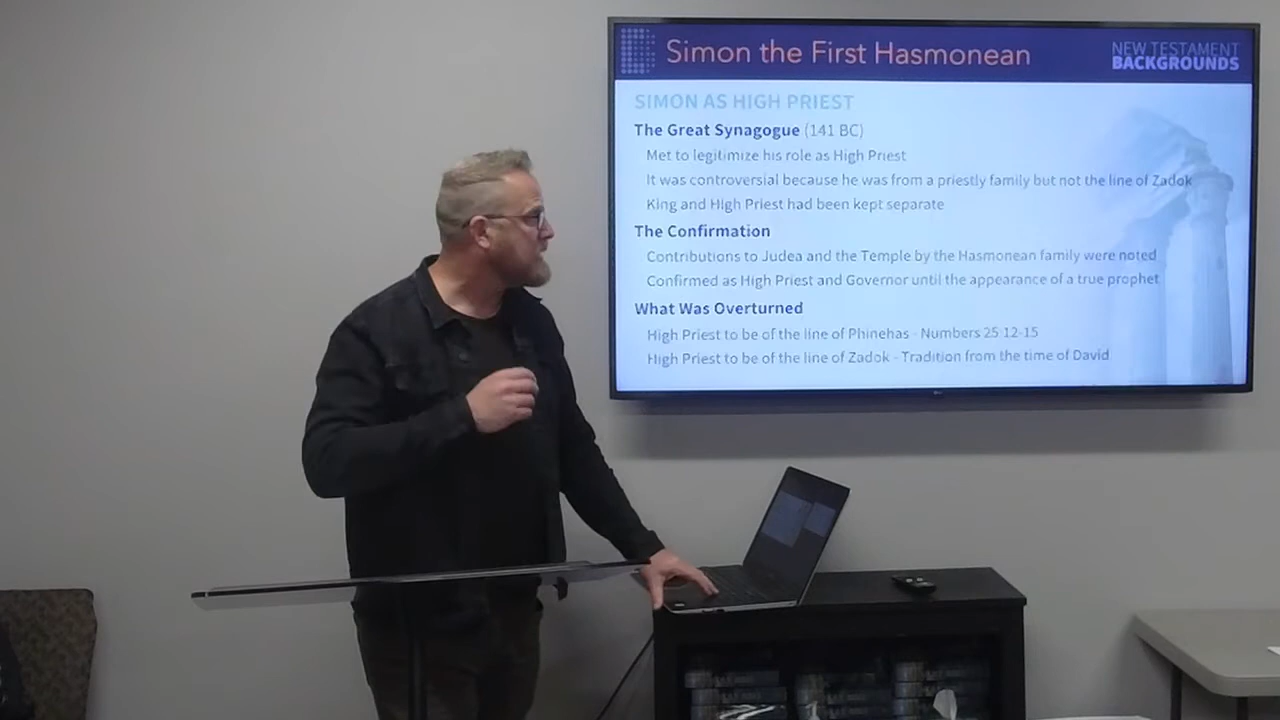 Simon the First Hasmonean
NEW TESTAMENT
BACKGROUNDS
SIMON AS HIGH PRIEST
The Great Synagogue (141 BC)
Met to legitimize his role as High Priest
It was controversial because he was from a priestly family but not the line of Zadok
King and High Priest had been kept separate
The Confirmation
Contributions to Judea and the Temple by the Hasmonean family were noted
Confirmed as High Priest and Governor until the appearance of a true prophet
What Was Overturned
High Priest to be of the line of Phinehas - Numbers 25:12-15
High Priest to be of the line of Zadok - Tradition from the time of David